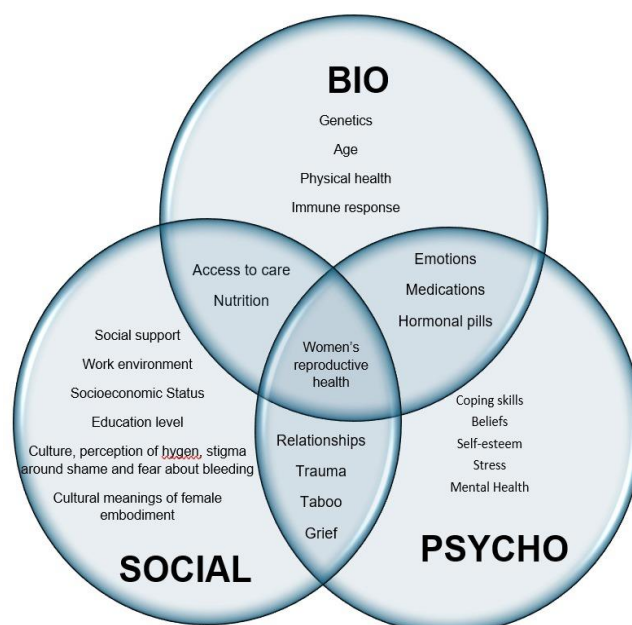 BIO
Genetics
Age
Physical health
Immune response
Access to care
Nutrition
Emotions
Medications
Hormonal pills
Women's
reproductive
health
Social support
Work environment
Socioeconomic Status
Education level
Culture, perception of hygen, stigma
around shame and fear about bleeding
Cultural meanings of female
embodiment
SOCIAL
Relationships
Trauma
Taboo
Grief
Coping skills
Beliefs
Self-esteem
Stress
Mental Health
PSYCHO